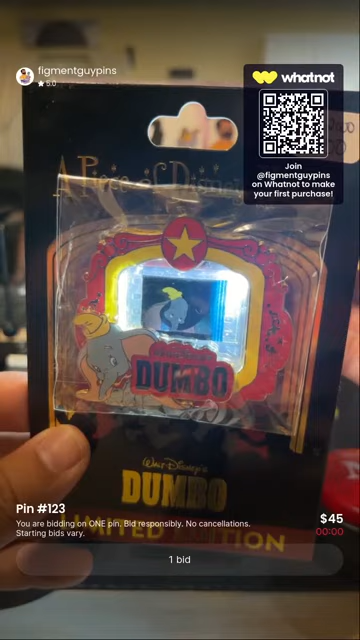 figmentguypins
5.0
whatnot
Join
@figmentguypins
on Whatnot to make
your first purchase!
A Piece of Disney
DUMBO
Walt Disney's
DUMBO
LIMITED EDITION
Pin #123
$45
You are bidding on ONE pin. Bid responsibly. No cancellations.
Starting bids vary.
00:00
1 bid